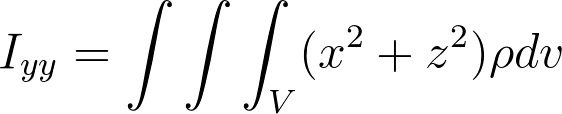 I_{yy} = \int \int \int_V (x^2 + z^2) \rho dv